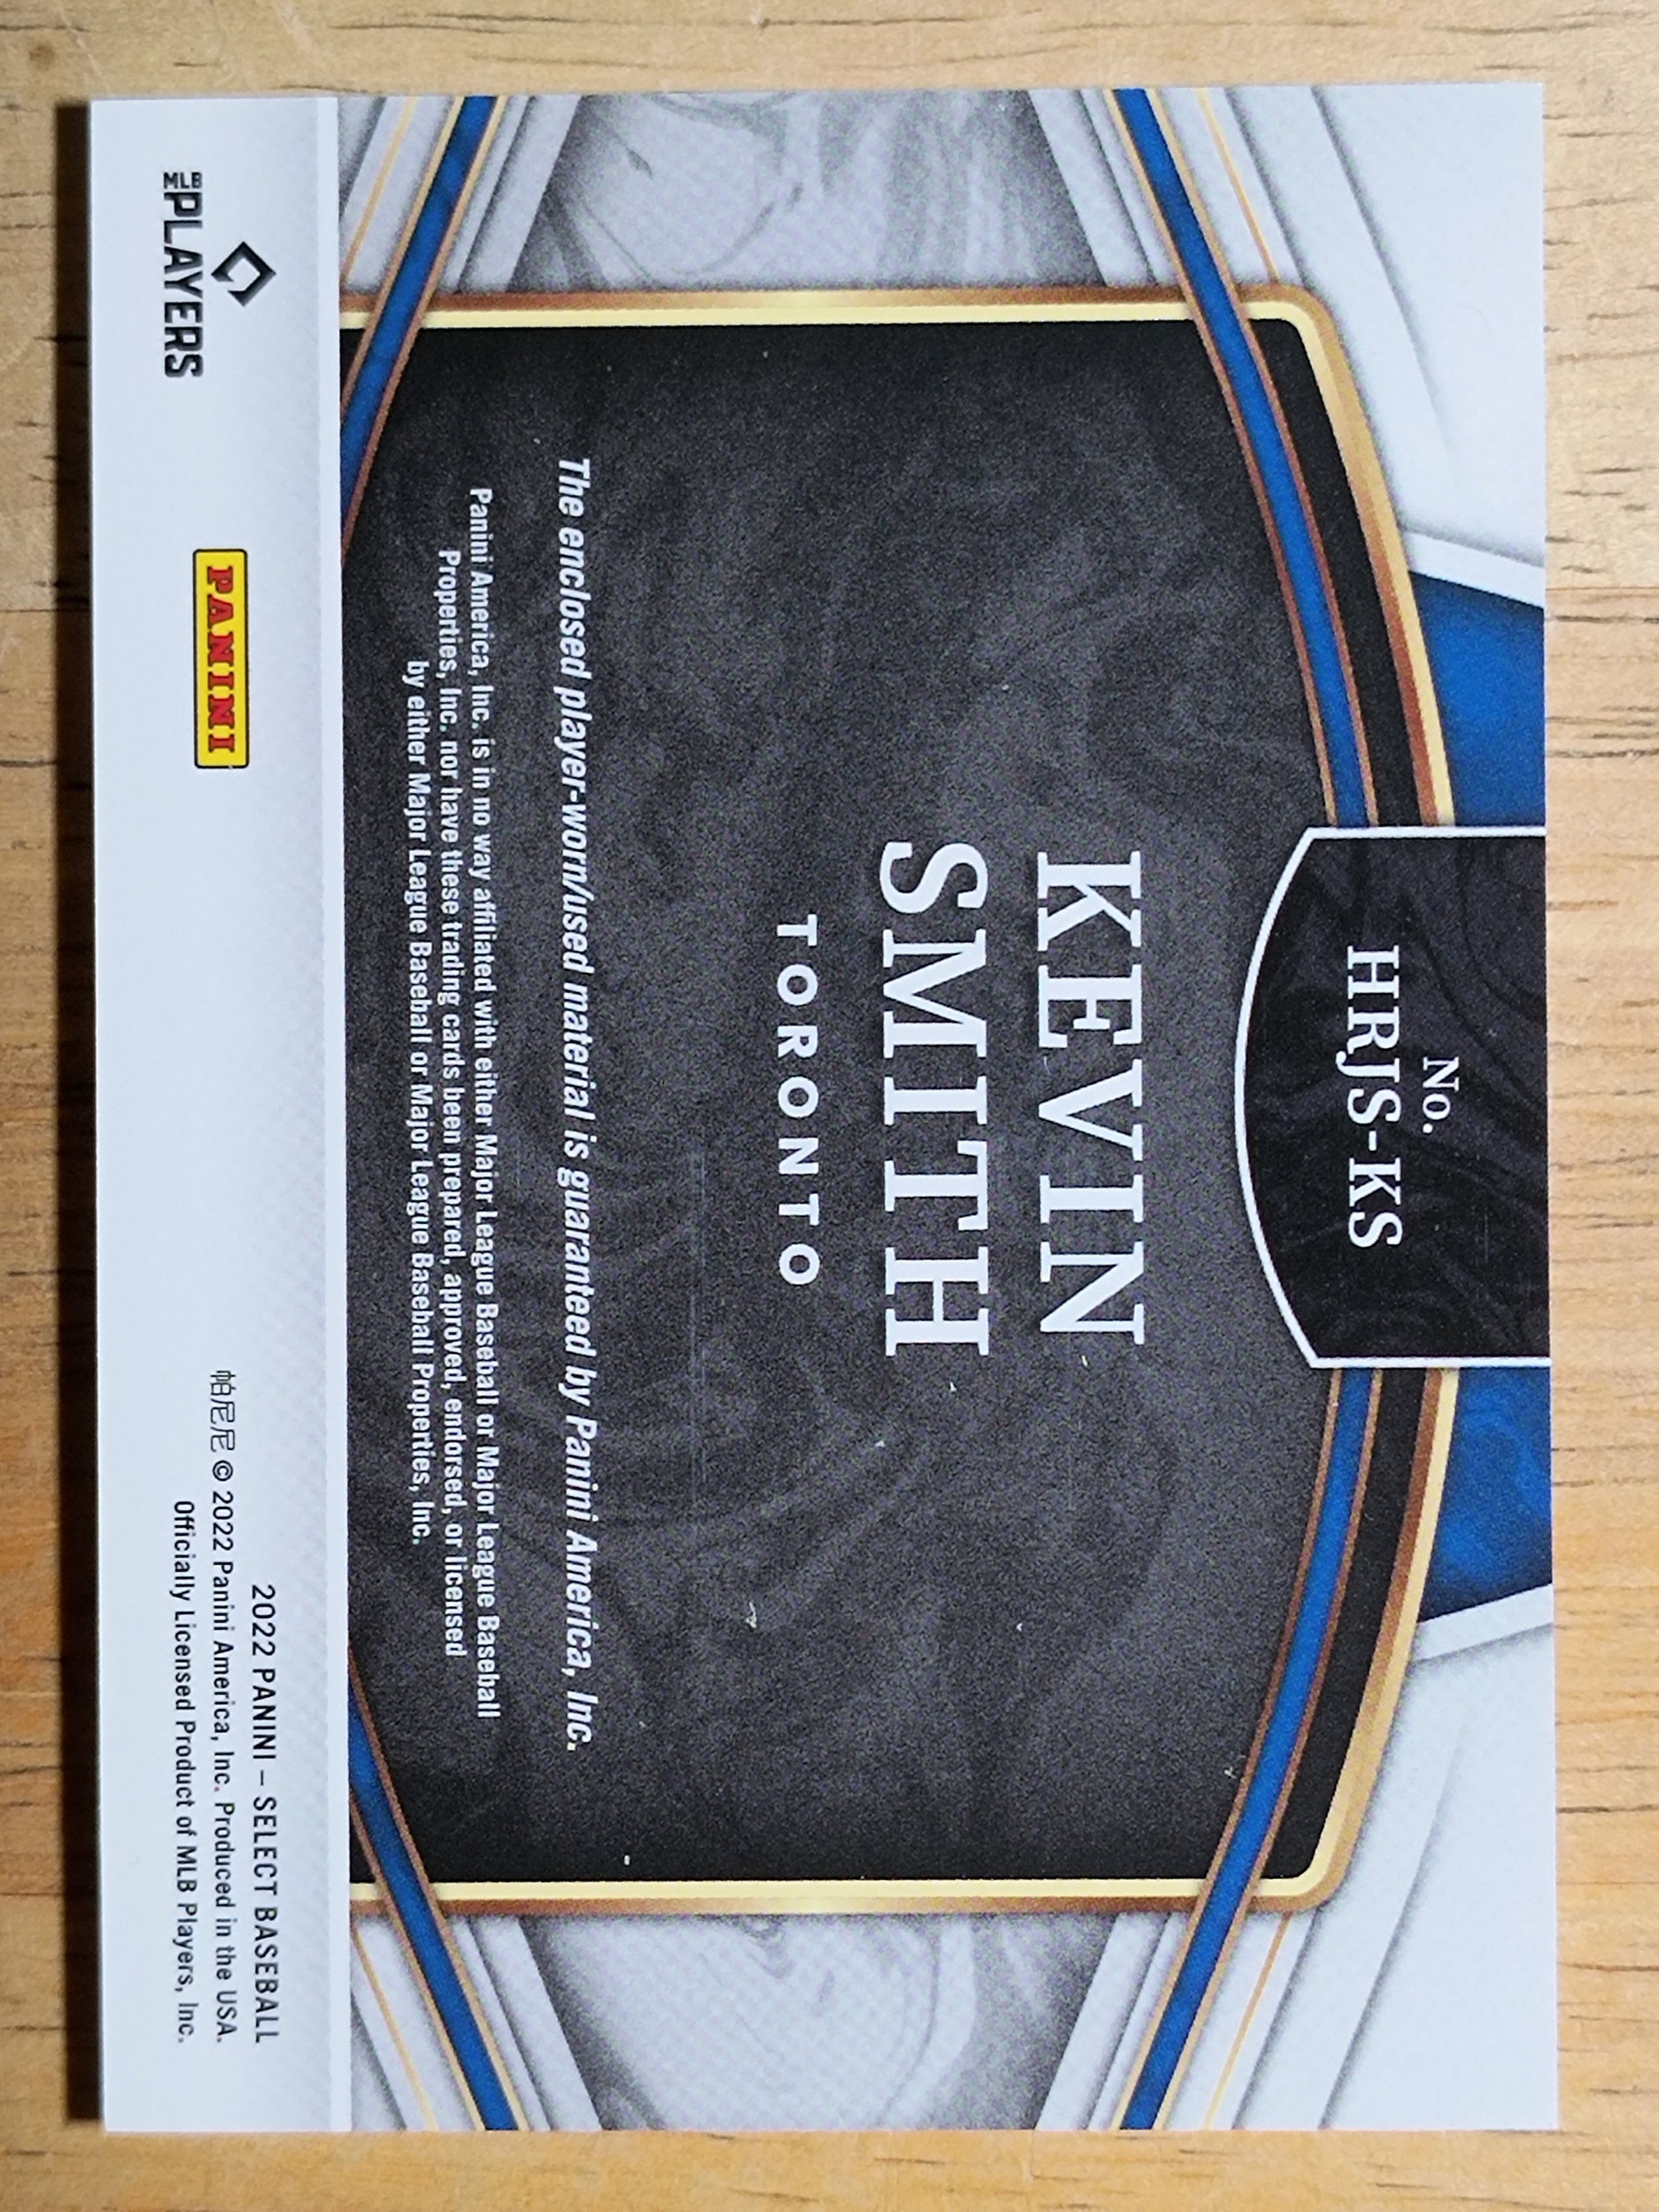 No.
HRJS-KS
KEVIN
SMITH
TORONTO
The enclosed player-worn/used material is guaranteed by Panini America, Inc.
Panini America, Inc. is in no way affiliated with either Major League Baseball or Major League Baseball
Properties, Inc. nor have these trading cards been prepared, approved, endorsed, or licensed
by either Major League Baseball or Major League Baseball Properties, Inc.
MLB PLAYERS
PANINI
2022 PANINI – SELECT BASEBALL
帕尼尼 © 2022 Panini America, Inc. Produced in the USA.
Officially Licensed Product of MLB Players, Inc.